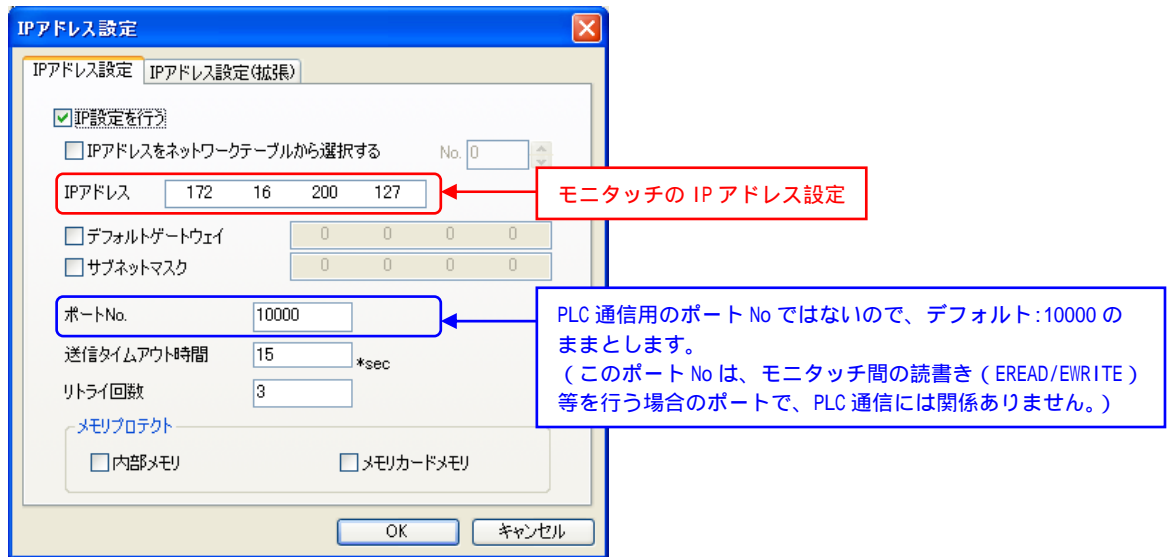 IPアドレス設定
IPアドレス設定 IPアドレス設定(拡張)
IP設定を行う
IPアドレスをネットワークテーブルから選択する No. 0
IPアドレス 172 16 200 127
モニタッチの IP アドレス設定
デフォルトゲートウェイ 0 0 0 0
サブネットマスク 0 0 0 0
ポートNo. 10000
PLC 通信用のポート No ではないので、デフォルト:10000 の
ままとします。
(このポート No は、モニタッチ間の読書き(EREAD/EWRITE)
等を行う場合のポートで、PLC 通信には関係ありません。)
送信タイムアウト時間 15 *sec
リトライ回数 3
メモリプロテクト
内部メモリ メモリカードメモリ
OK キャンセル